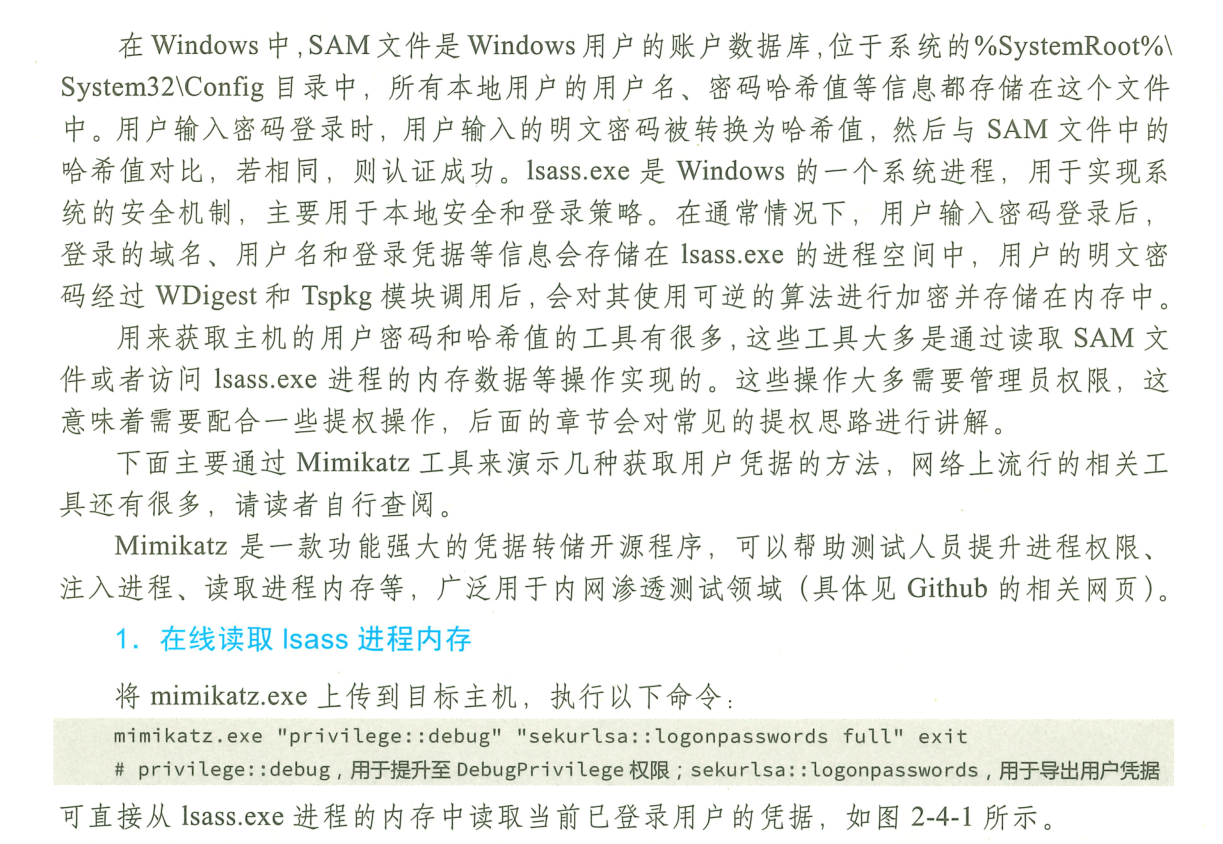 在 Windows 中,SAM 文件是 Windows 用户的账户数据库,位于系统的%SystemRoot%\
System32\Config 目录中，所有本地用户的用户名、密码哈希值等信息都存储在这个文件
中。用户输入密码登录时，用户输入的明文密码被转换为哈希值，然后与 SAM 文件中的
哈希值对比，若相同，则认证成功。lsass.exe 是 Windows 的一个系统进程，用于实现系
统的安全机制，主要用于本地安全和登录策略。在通常情况下，用户输入密码登录后，
登录的域名、用户名和登录凭据等信息会存储在 lsass.exe 的进程空间中，用户的明文密
码经过 WDigest 和 Tspkg 模块调用后,会对其使用可逆的算法进行加密并存储在内存中。
用来获取主机的用户密码和哈希值的工具有很多,这些工具大多是通过读取 SAM 文
件或者访问 lsass.exe 进程的内存数据等操作实现的。这些操作大多需要管理员权限，这
意味着需要配合一些提权操作，后面的章节会对常见的提权思路进行讲解。
下面主要通过 Mimikatz 工具来演示几种获取用户凭据的方法，网络上流行的相关工
具还有很多，请读者自行查阅。
Mimikatz 是一款功能强大的凭据转储开源程序，可以帮助测试人员提升进程权限、
注入进程、读取进程内存等，广泛用于内网渗透测试领域（具体见 Github 的相关网页）。
1．在线读取 lsass 进程内存
将 mimikatz.exe 上传到目标主机，执行以下命令：
mimikatz.exe "privilege::debug" "sekurlsa::logonpasswords full" exit
# privilege::debug，用于提升至 DebugPrivilege 权限；sekurlsa::logonpasswords，用于导出用户凭据
可直接从 lsass.exe 进程的内存中读取当前已登录用户的凭据，如图 2-4-1 所示。